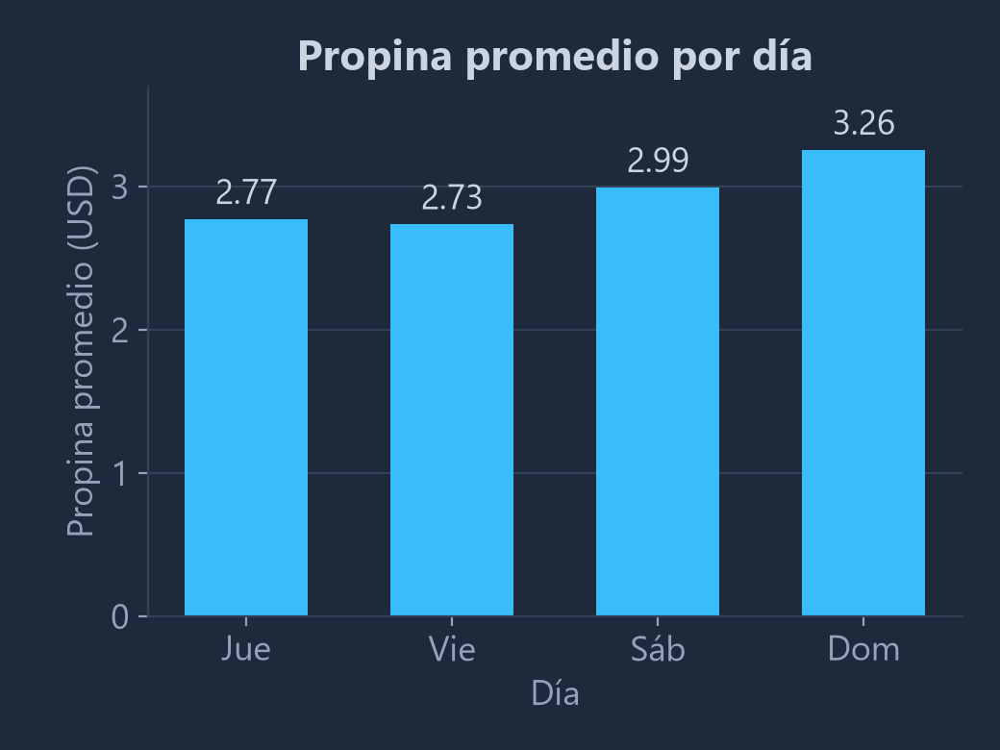 Propina promedio por día
Propina promedio (USD)
3
2
1
0
2.77
2.73
2.99
3.26
Jue
Vie
Sáb
Dom
Día